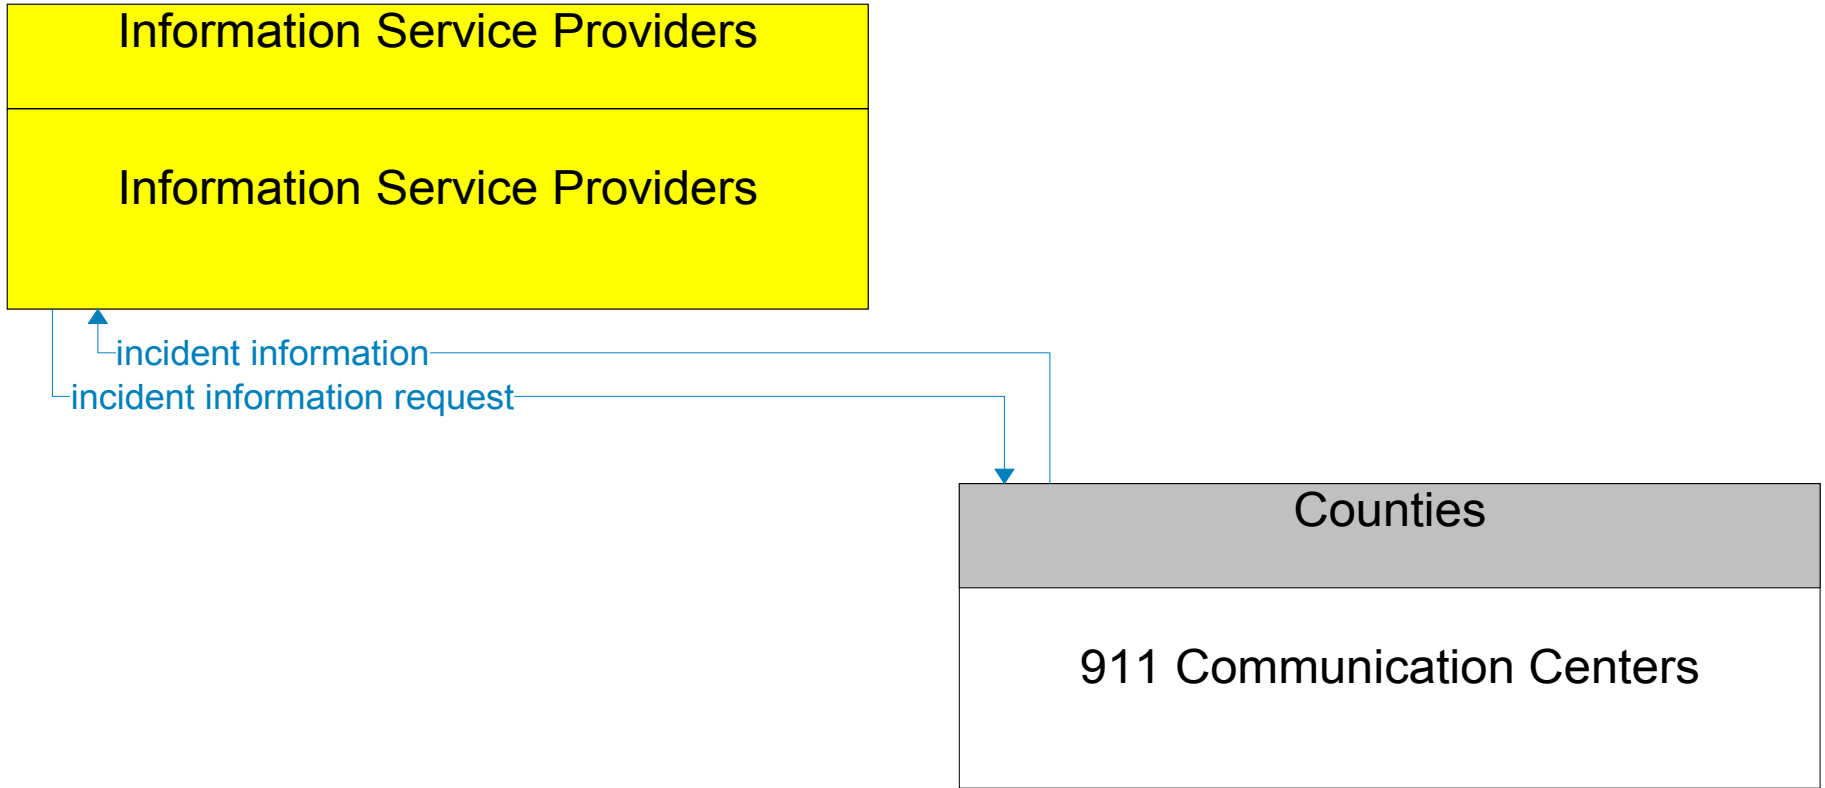 Information Service Providers
Information Service Providers
incident information
incident information request
Counties
911 Communication Centers